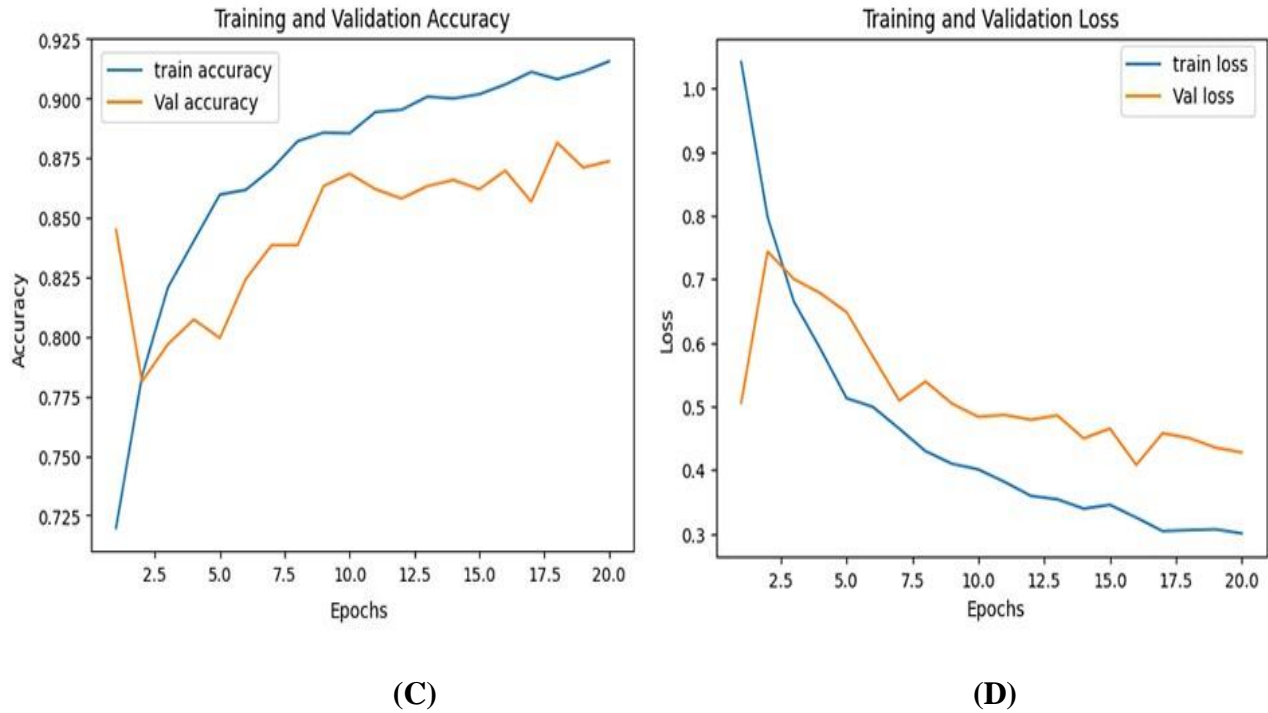 Training and Validation Accuracy
0.925
0.900
0.875
0.850
0.825
0.800
0.775
0.750
0.725
Accuracy
train accuracy
Val accuracy
2.5 5.0 7.5 10.0 12.5 15.0 17.5 20.0
Epochs
(C)
Training and Validation Loss
1.0
0.9
0.8
0.7
0.6
0.5
0.4
0.3
Loss
train loss
Val loss
2.5 5.0 7.5 10.0 12.5 15.0 17.5 20.0
Epochs
(D)